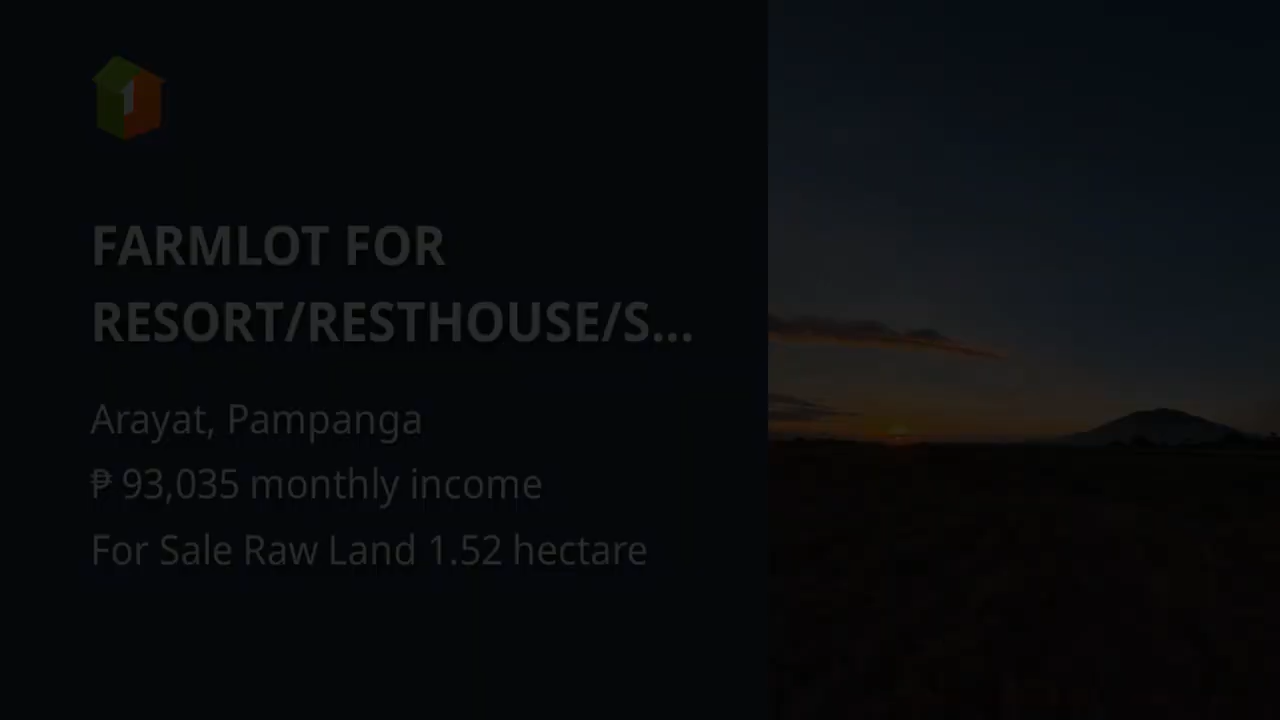 FARMLOT FOR
RESORT/RESTHOUSE/S...
Arayat, Pampanga
₱ 93,035 monthly income
For Sale Raw Land 1.52 hectare